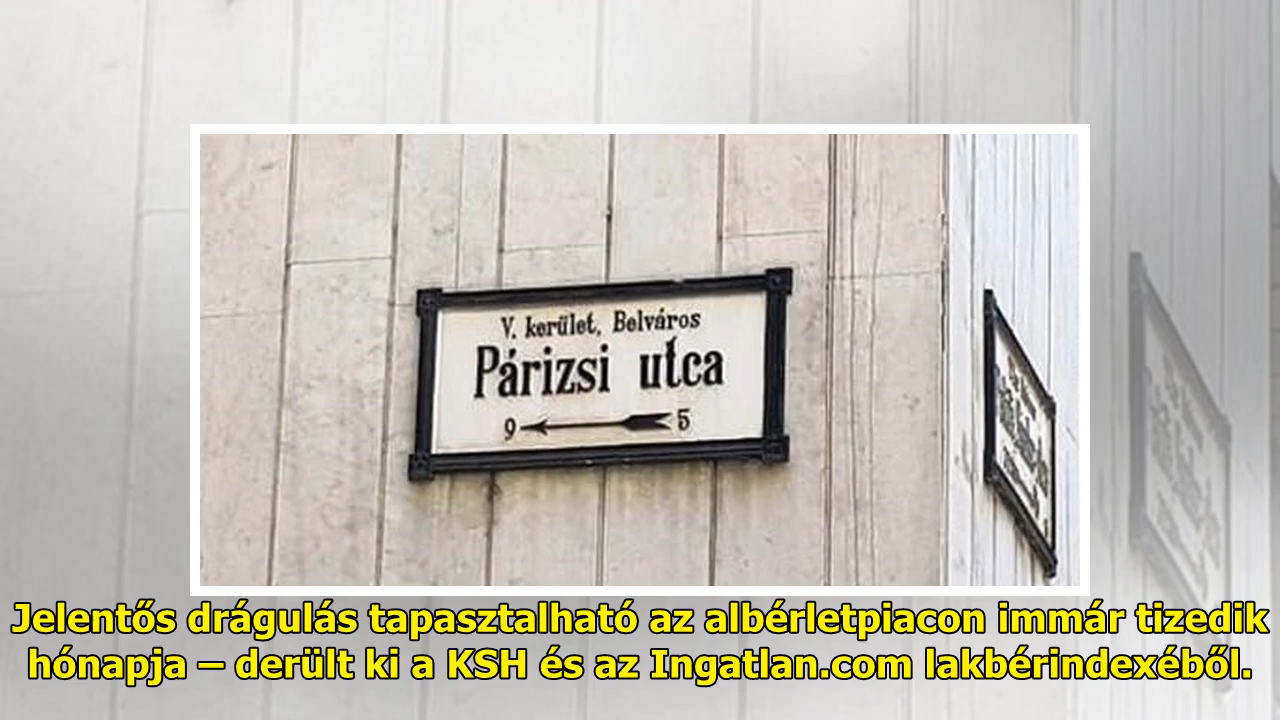 V. kerület, Belváros
Párizsi utca
9 5
Jelentős drágulás tapasztalható az albérletpiacon immár tizedik
hónapja – derült ki a KSH és az Ingatlan.com lakbérindexéből.